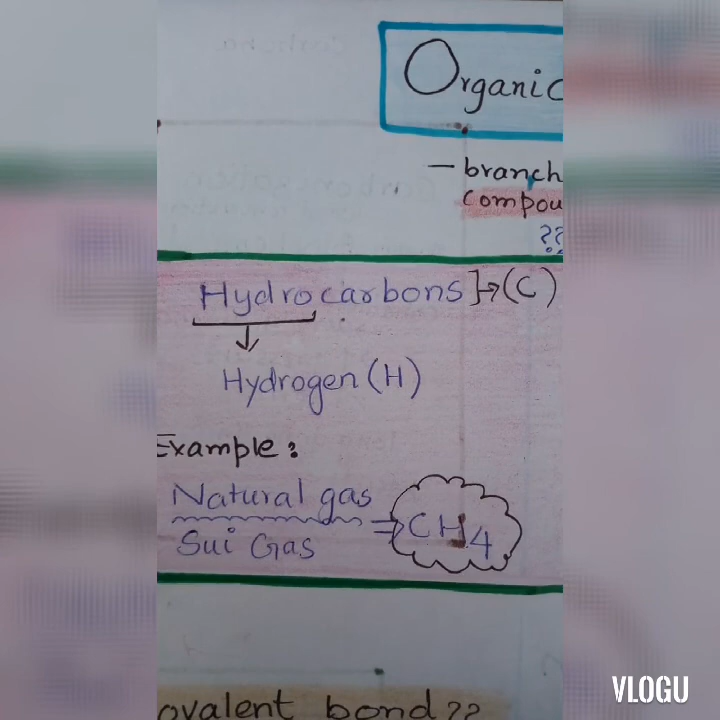 Organic
– branch
compou
??
Hydrocarbons]→(C)
Hydrogen(H)
Example:
Natural gas
Sui Gas
⇒CH4
ovalent bond??
VLOGU